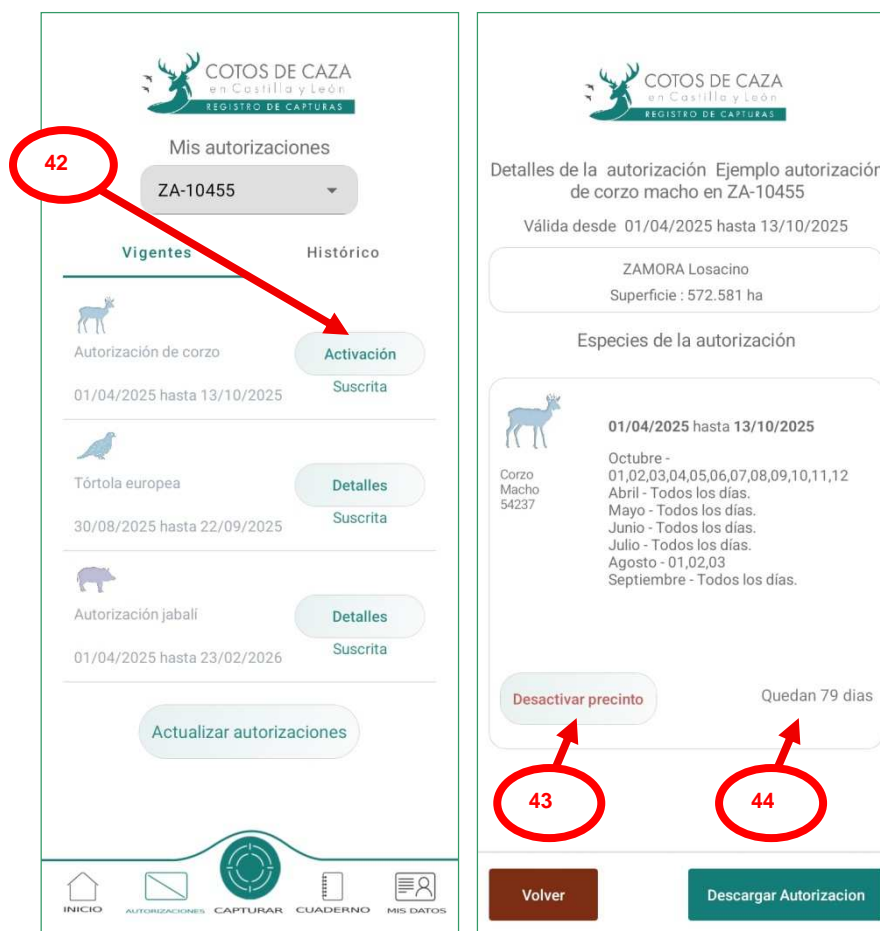 COTOS DE CAZA
en Castilla y León
REGISTRO DE CAPTURAS
Mis autorizaciones
42
ZA-10455
Vigentes
Histórico
Autorización de corzo
Activación
01/04/2025 hasta 13/10/2025
Suscrita
Tórtola europea
Detalles
30/08/2025 hasta 22/09/2025
Suscrita
Autorización jabalí
Detalles
01/04/2025 hasta 23/02/2026
Suscrita
Actualizar autorizaciones
INICIO
AUTORIZACIONES
CAPTURAR
CUADERNO
MIS DATOS
COTOS DE CAZA
en Castilla y León
REGISTRO DE CAPTURAS
Detalles de la autorización Ejemplo autorización
de corzo macho en ZA-10455
Válida desde 01/04/2025 hasta 13/10/2025
ZAMORA Losacino
Superficie : 572.581 ha
Especies de la autorización
Corzo
Macho
54237
01/04/2025 hasta 13/10/2025
Octubre -
01,02,03,04,05,06,07,08,09,10,11,12
Abril - Todos los días.
Mayo - Todos los días.
Junio - Todos los días.
Julio - Todos los días.
Agosto - 01,02,03
Septiembre - Todos los días.
Desactivar precinto
Quedan 79 dias
43
44
Volver
Descargar Autorizacion